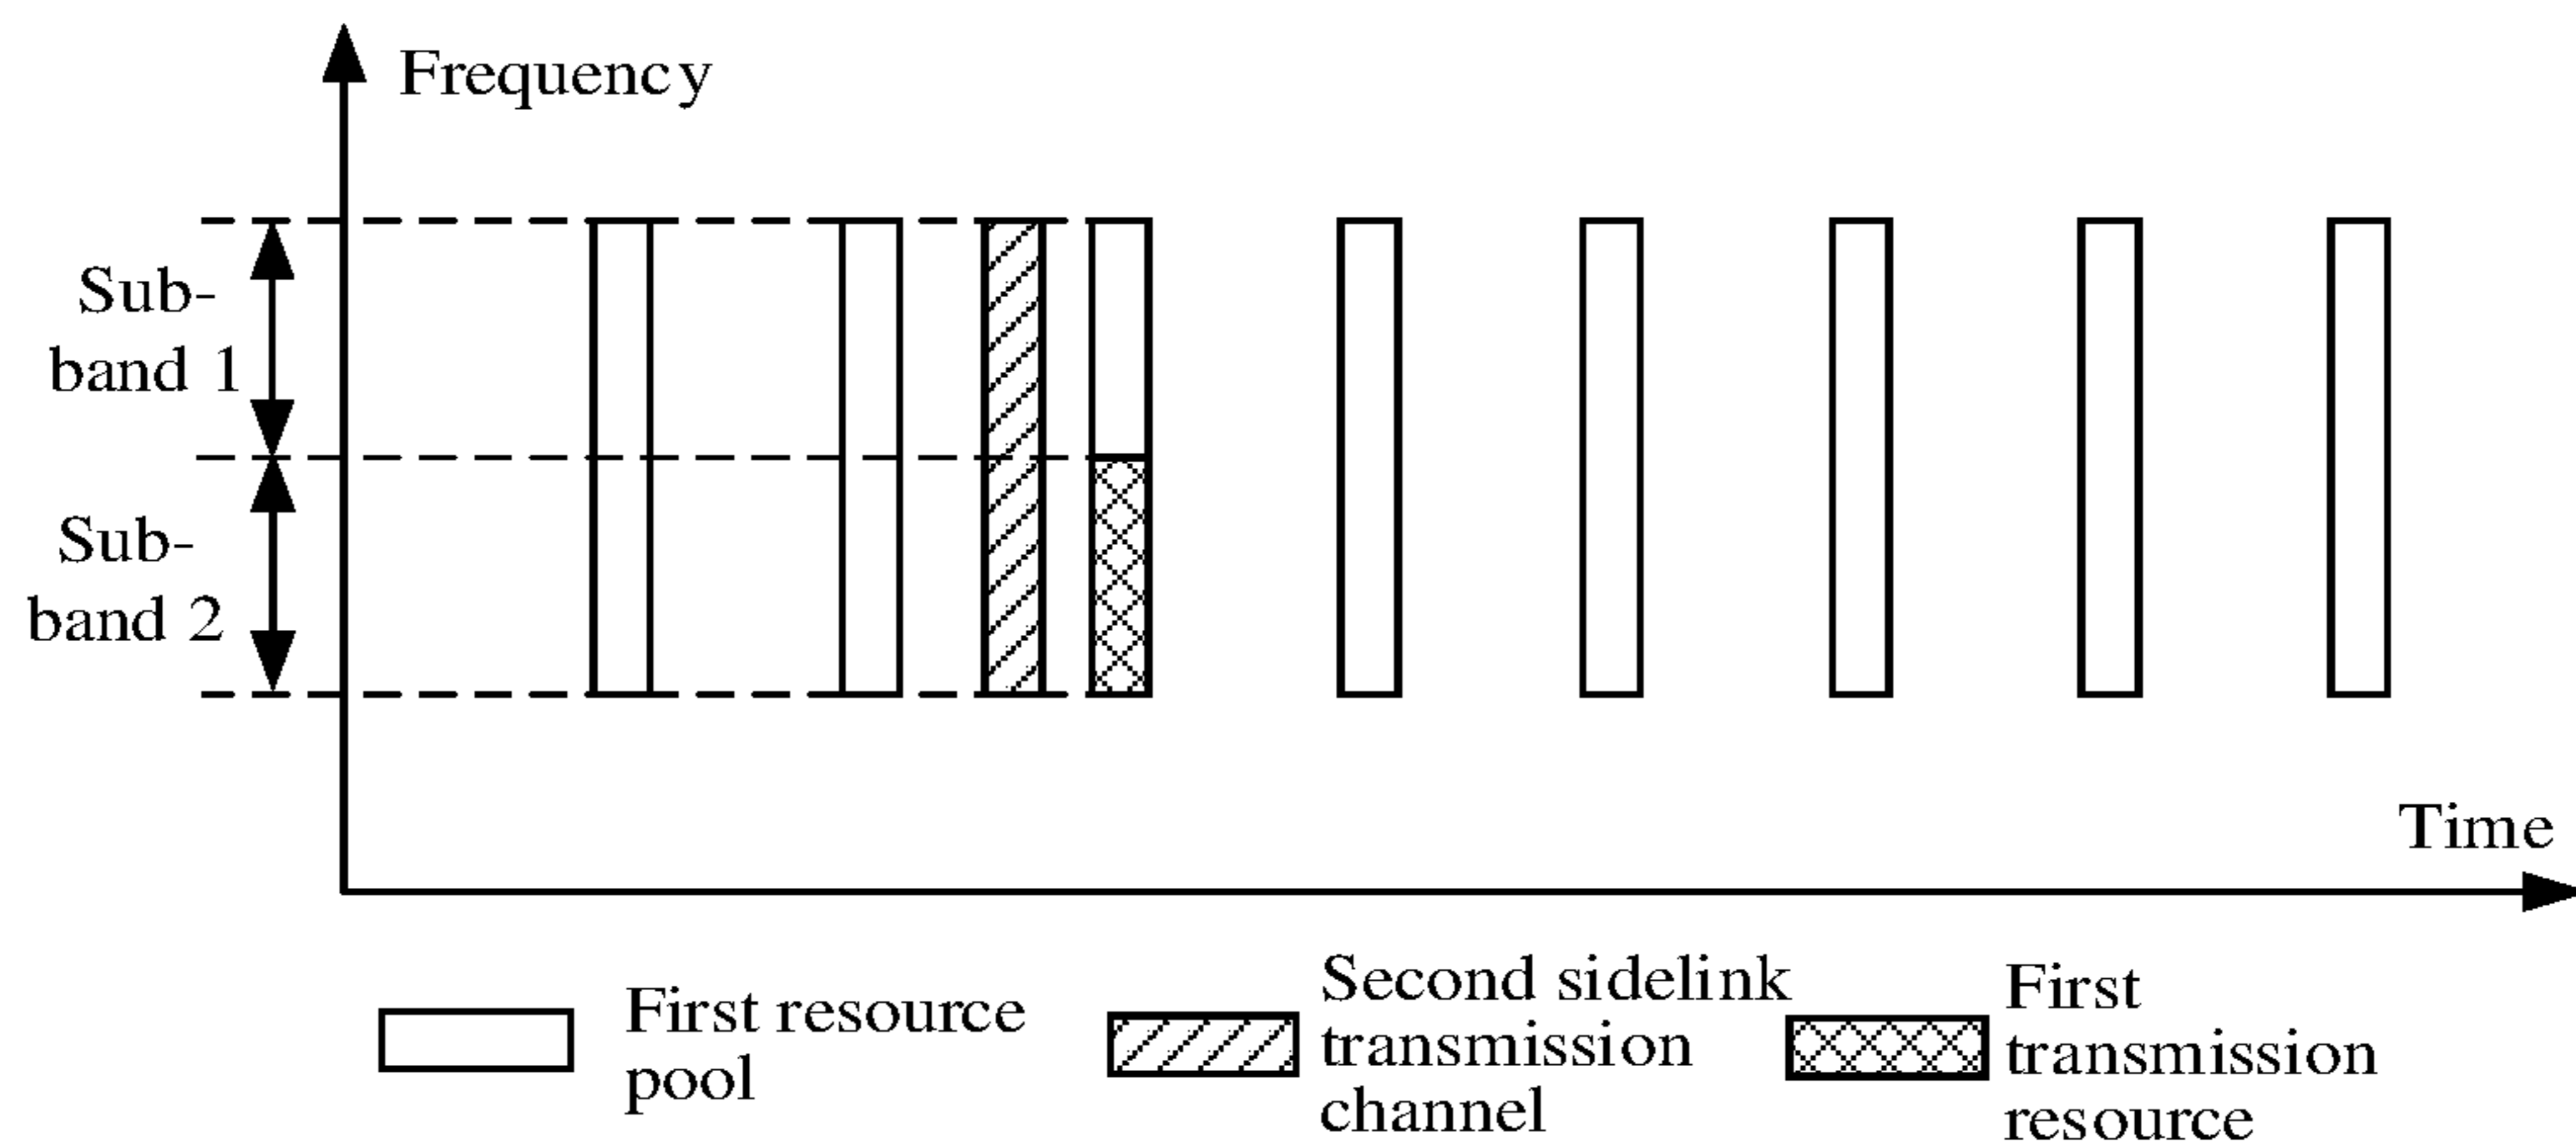 Frequency
Sub-
band 1
Sub-
band 2
Time
First resource
pool
Second sidelink
transmission
channel
First
transmission
resource